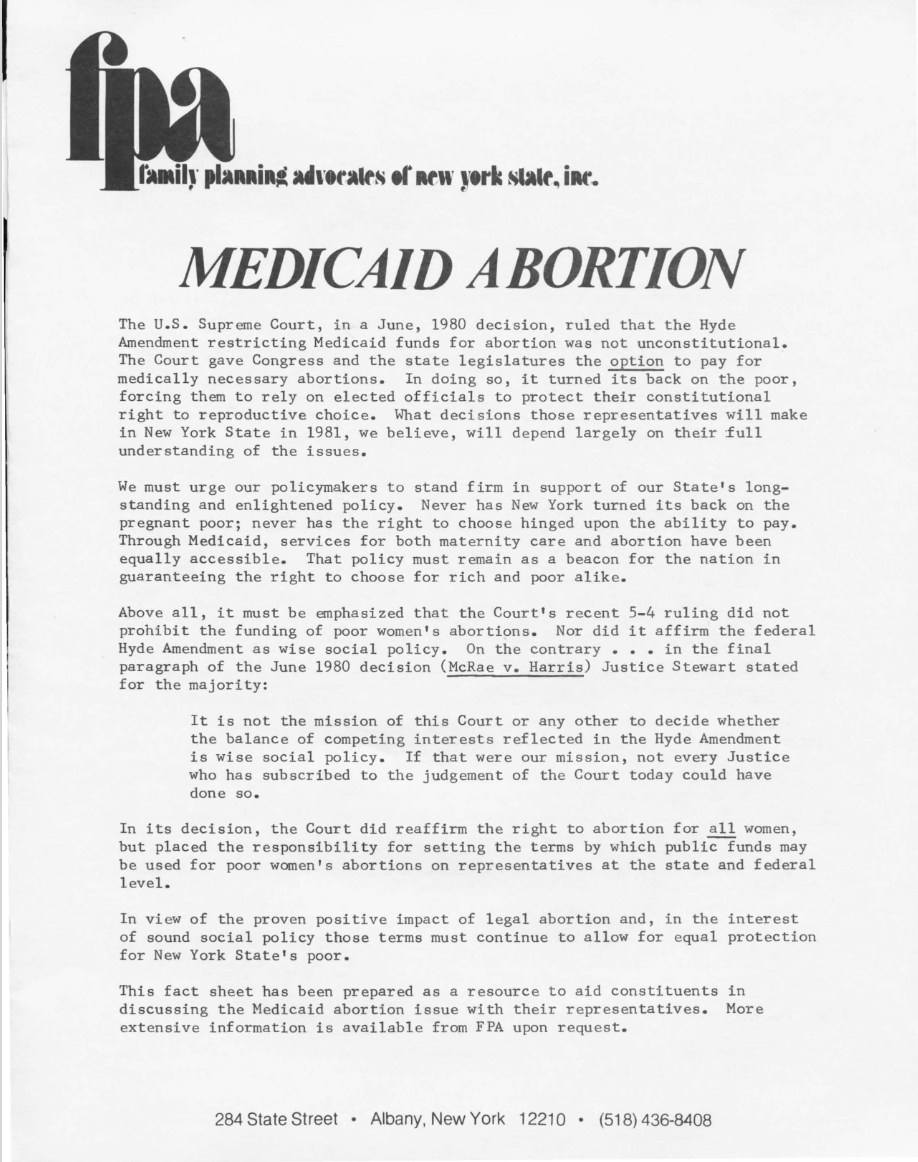 fpa
family planning advocates of new york state, inc.
MEDICAID ABORTION
The U.S. Supreme Court, in a June, 1980 decision, ruled that the Hyde
Amendment restricting Medicaid funds for abortion was not unconstitutional.
The Court gave Congress and the state legislatures the option to pay for
medically necessary abortions. In doing so, it turned its back on the poor,
forcing them to rely on elected officials to protect their constitutional
right to reproductive choice. What decisions those representatives will make
in New York State in 1981, we believe, will depend largely on their full
understanding of the issues.
We must urge our policymakers to stand firm in support of our State's long-
standing and enlightened policy. Never has New York turned its back on the
pregnant poor; never has the right to choose hinged upon the ability to pay.
Through Medicaid, services for both maternity care and abortion have been
equally accessible. That policy must remain as a beacon for the nation in
guaranteeing the right to choose for rich and poor alike.
Above all, it must be emphasized that the Court's recent 5-4 ruling did not
prohibit the funding of poor women's abortions. Nor did it affirm the federal
Hyde Amendment as wise social policy. On the contrary . . . in the final
paragraph of the June 1980 decision (McRae v. Harris) Justice Stewart stated
for the majority:
It is not the mission of this Court or any other to decide whether
the balance of competing interests reflected in the Hyde Amendment
is wise social policy. If that were our mission, not every Justice
who has subscribed to the judgement of the Court today could have
done so.
In its decision, the Court did reaffirm the right to abortion for all women,
but placed the responsibility for setting the terms by which public funds may
be used for poor women's abortions on representatives at the state and federal
level.
In view of the proven positive impact of legal abortion and, in the interest
of sound social policy those terms must continue to allow for equal protection
for New York State's poor.
This fact sheet has been prepared as a resource to aid constituents in
discussing the Medicaid abortion issue with their representatives. More
extensive information is available from FPA upon request.
284 State Street • Albany, New York 12210 • (518) 436-8408